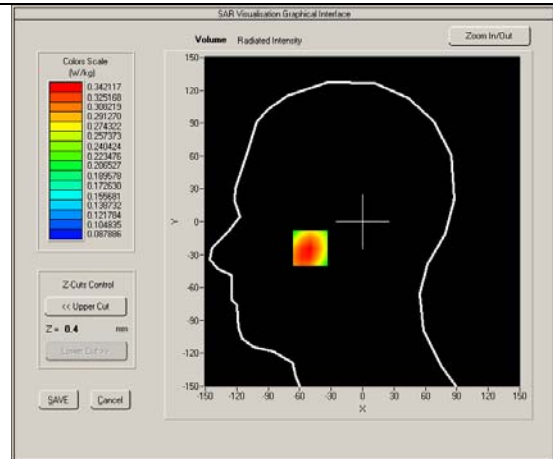 SAR Visualisation Graphical Interface
Volume Radiated Intensity
Zoom In/Out
Colors Scale
(W/kg)
0.342117
0.325168
0.308219
0.291270
0.274322
0.257373
0.240424
0.223476
0.206527
0.189578
0.172630
0.155681
0.138732
0.121784
0.104835
0.087886
Z-Cuts Control
<< Upper Cut
Z = 0.4 mm
Lower Cut >>
SAVE Cancel
Y
150
120
90
60
30
0
-30
-60
-90
-120
-150
-150 -120 -90 -60 -30 0 30 60 90 120 150
X